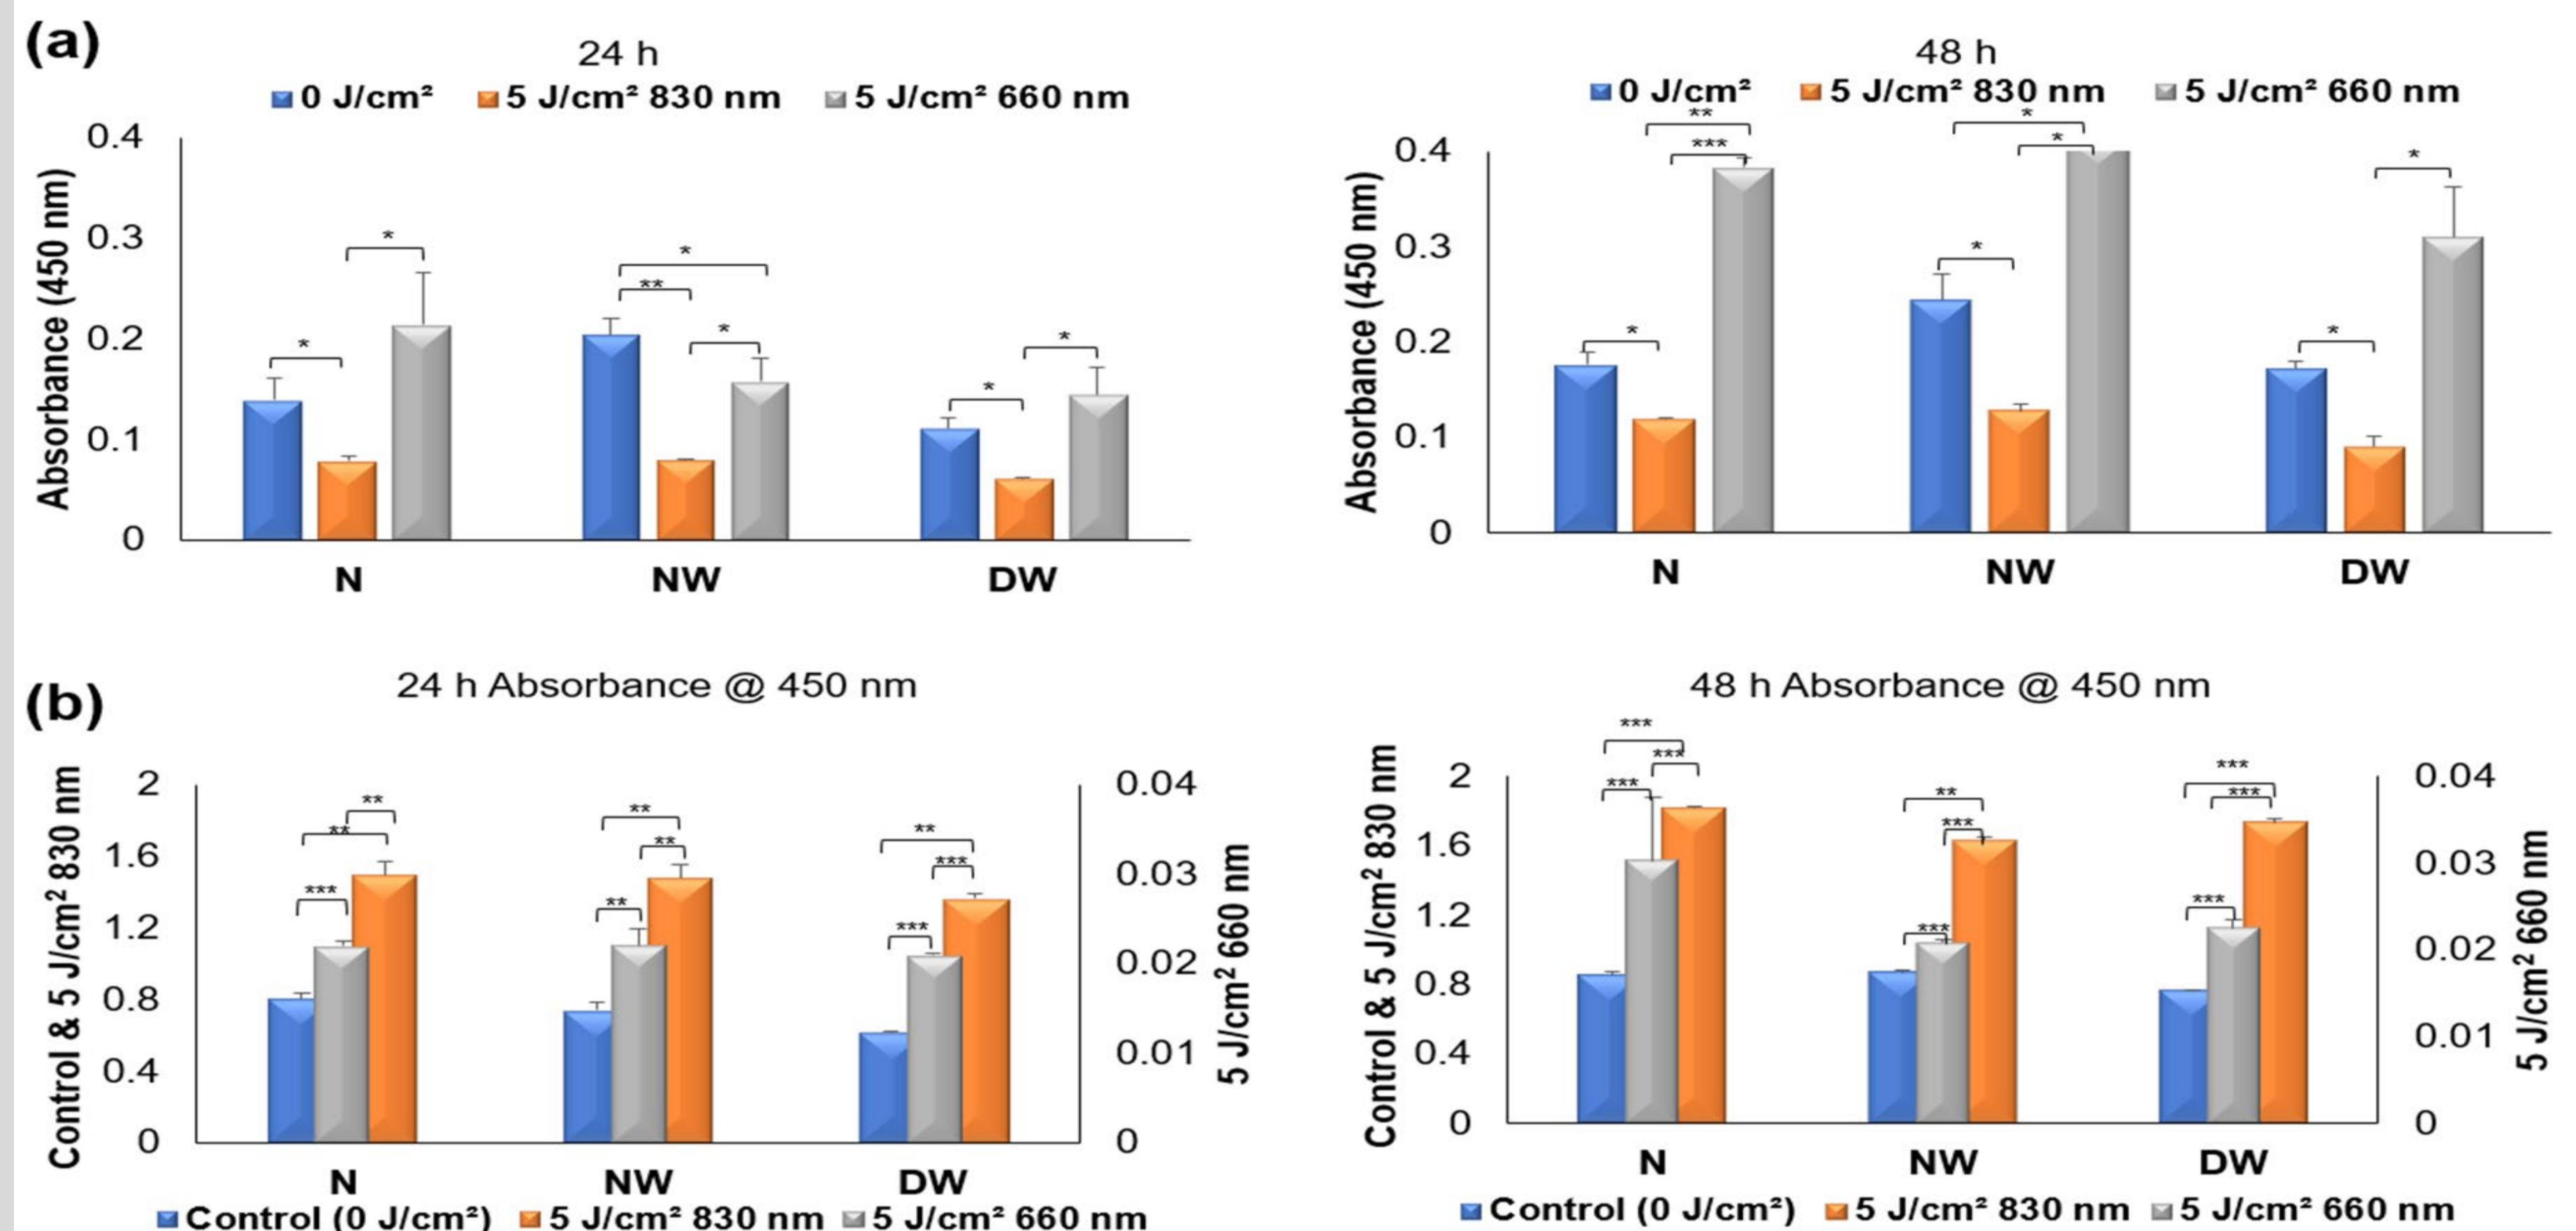 (a)
24 h
0 J/cm² 5 J/cm² 830 nm 5 J/cm² 660 nm
Absorbance (450 nm)
0.4
0.3
0.2
0.1
0
* * * ** * * *
N NW DW
48 h
0 J/cm² 5 J/cm² 830 nm 5 J/cm² 660 nm
Absorbance (450 nm)
0.4
0.3
0.2
0.1
0
** *** * * * * * *
N NW DW
(b)
24 h Absorbance @ 450 nm
Control & 5 J/cm² 830 nm
2
1.6
1.2
0.8
0.4
0
*** ** ** ** ** ** *** *** **
0.04
0.03
0.02
0.01
0
5 J/cm² 660 nm
N NW DW
Control (0 J/cm²) 5 J/cm² 830 nm 5 J/cm² 660 nm
48 h Absorbance @ 450 nm
Control & 5 J/cm² 830 nm
2
1.6
1.2
0.8
0.4
0
*** *** *** ** *** *** *** *** ***
0.04
0.03
0.02
0.01
0
5 J/cm² 660 nm
N NW DW
Control (0 J/cm²) 5 J/cm² 830 nm 5 J/cm² 660 nm